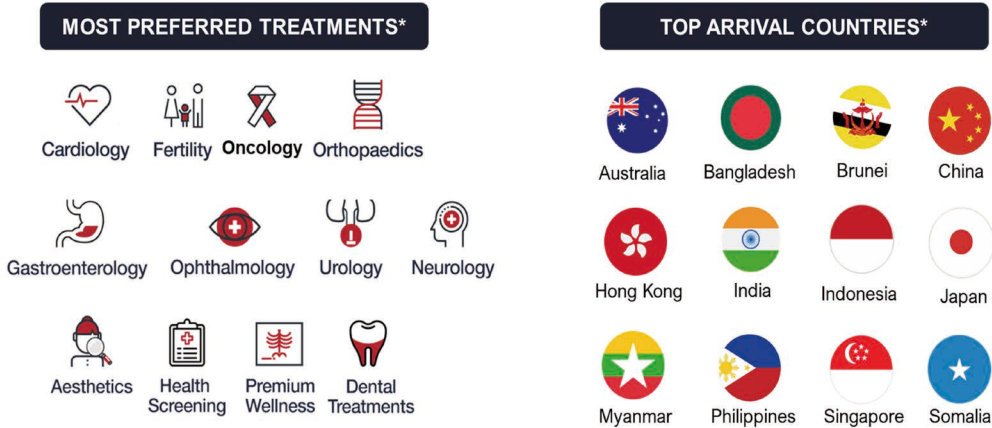 MOST PREFERRED TREATMENTS*
Cardiology
Fertility
Oncology
Orthopaedics
Gastroenterology
Ophthalmology
Urology
Neurology
Aesthetics
Health
Screening
Premium
Wellness
Dental
Treatments
TOP ARRIVAL COUNTRIES*
Australia
Bangladesh
Brunei
China
Hong Kong
India
Indonesia
Japan
Myanmar
Philippines
Singapore
Somalia